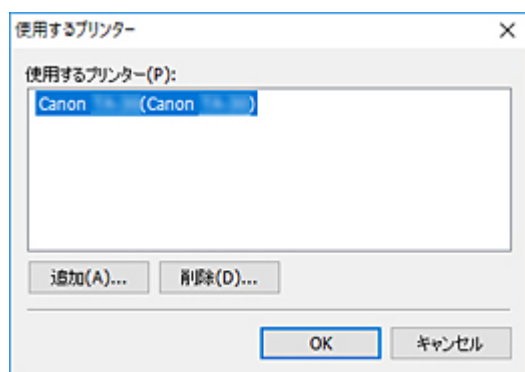 使用するプリンター
使用するプリンター(P):
Canon (Canon )
追加(A)... 削除(D)...
OK キャンセル